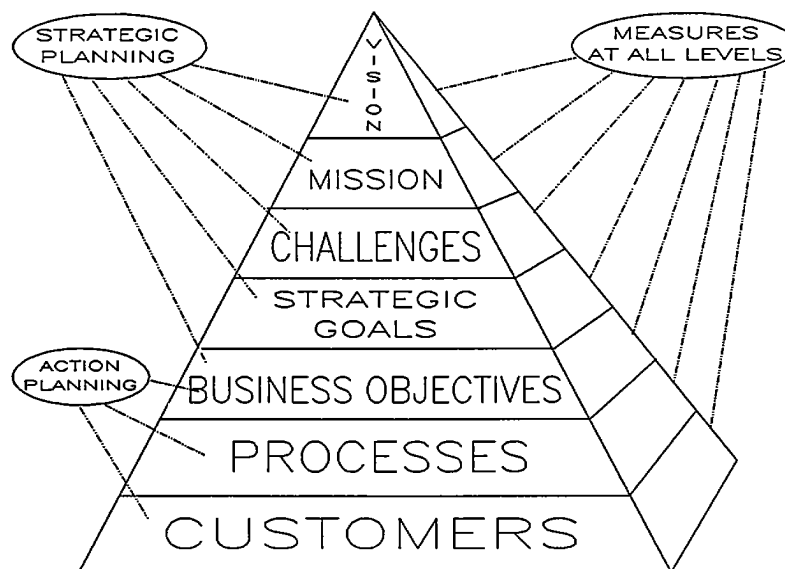 STRATEGIC
PLANNING
MEASURES
AT ALL LEVELS
VISION
MISSION
CHALLENGES
STRATEGIC
GOALS
ACTION
PLANNING
BUSINESS OBJECTIVES
PROCESSES
CUSTOMERS